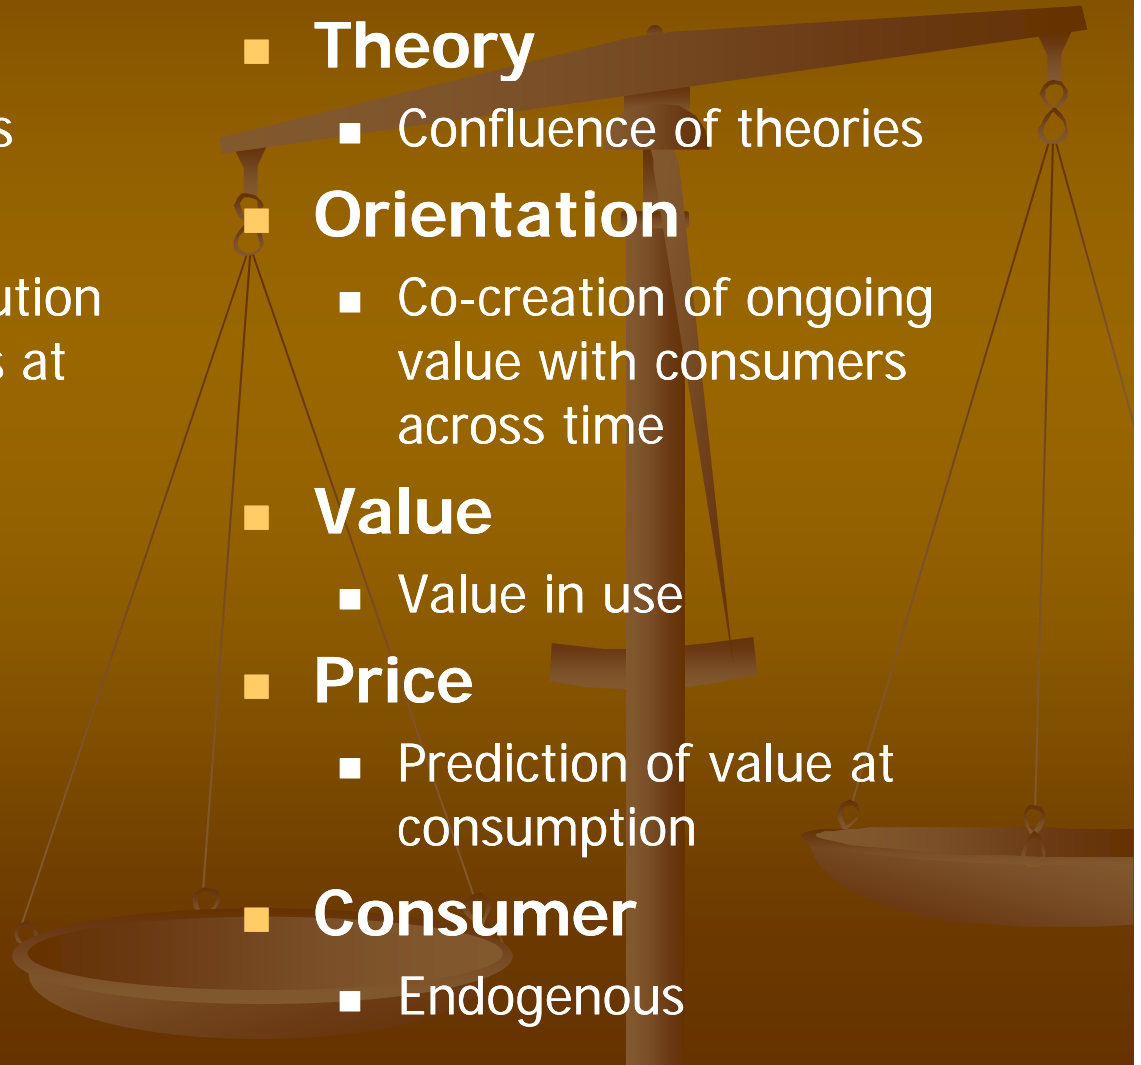 Theory
Confluence of theories
Orientation
Co-creation of ongoing
value with consumers
across time
Value
Value in use
Price
Prediction of value at
consumption
Consumer
Endogenous
at